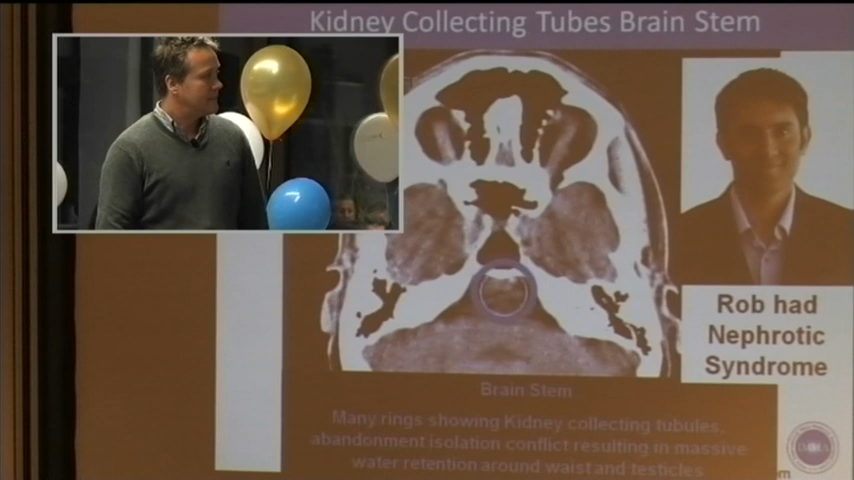 Kidney Collecting Tubes Brain Stem
Rob had
Nephrotic
Syndrome
Brain Stem
Many rings showing Kidney collecting tubules,
abandonment isolation conflict resulting in massive
water retention around waist and testicles